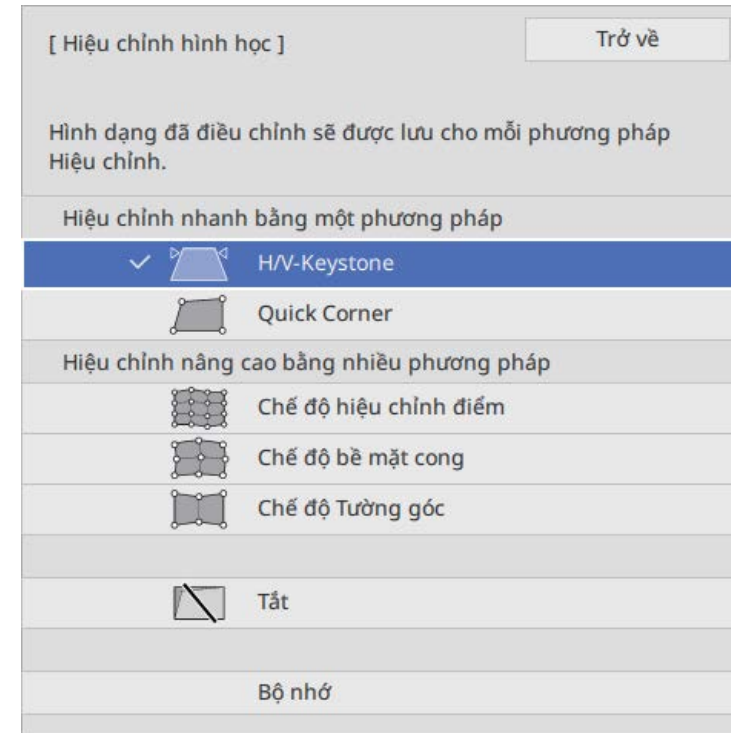 [ Hiệu chỉnh hình học ]
Trở về
Hình dạng đã điều chỉnh sẽ được lưu cho mỗi phương pháp
Hiệu chỉnh.
Hiệu chỉnh nhanh bằng một phương pháp
H/V-Keystone
Quick Corner
Hiệu chỉnh nâng cao bằng nhiều phương pháp
Chế độ hiệu chỉnh điểm
Chế độ bề mặt cong
Chế độ Tường góc
Tắt
Bộ nhớ